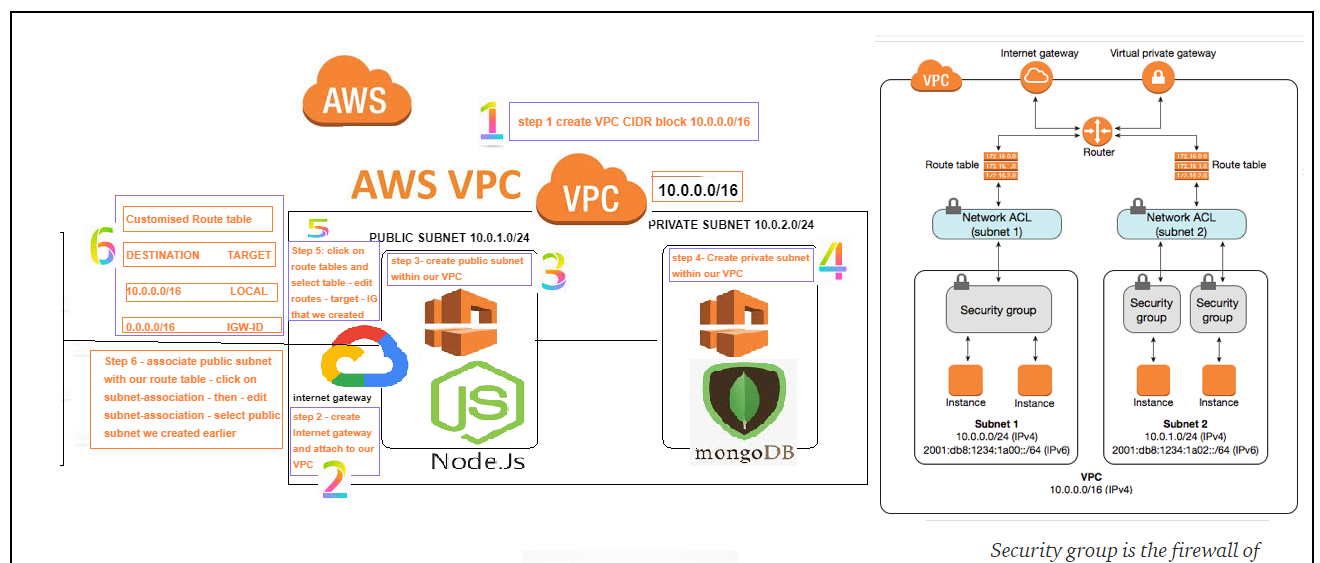 AWS
1
step 1 create VPC CIDR block 10.0.0.0/16
AWS VPC
VPC
10.0.0.0/16
6
Customised Route table
DESTINATION TARGET
10.0.0.0/16 LOCAL
0.0.0.0/16 IGW-ID
Step 6 - associate public subnet
with our route table - click on
subnet-association - then - edit
subnet-association - select public
subnet we created earlier
5
Step 5: click on
route tables and
select table - edit
routes - target - IG
that we created
internet gateway
step 2 - create
Internet gateway
and attach to our
VPC
2
PUBLIC SUBNET 10.0.1.0/24
step 3- create public subnet
within our VPC
3
JS
Node.Js
PRIVATE SUBNET 10.0.2.0/24
step 4- Create private subnet
within our VPC
4
mongoDB
Internet gateway
Virtual private gateway
VPC
Router
Route table
172.16.0.0
172.16.1.0
172.16.2.0
172.16.0.0
172.16.1.0
172.16.2.0
Route table
Network ACL
(subnet 1)
Network ACL
(subnet 2)
Security group
Security
group
Security
group
Instance
Instance
Instance
Instance
Subnet 1
10.0.0.0/24 (IPv4)
2001:db8:1234:1a00::/64 (IPv6)
Subnet 2
10.0.1.0/24 (IPv4)
2001:db8:1234:1a02::/64 (IPv6)
VPC
10.0.0.0/16 (IPv4)
Security group is the firewall of